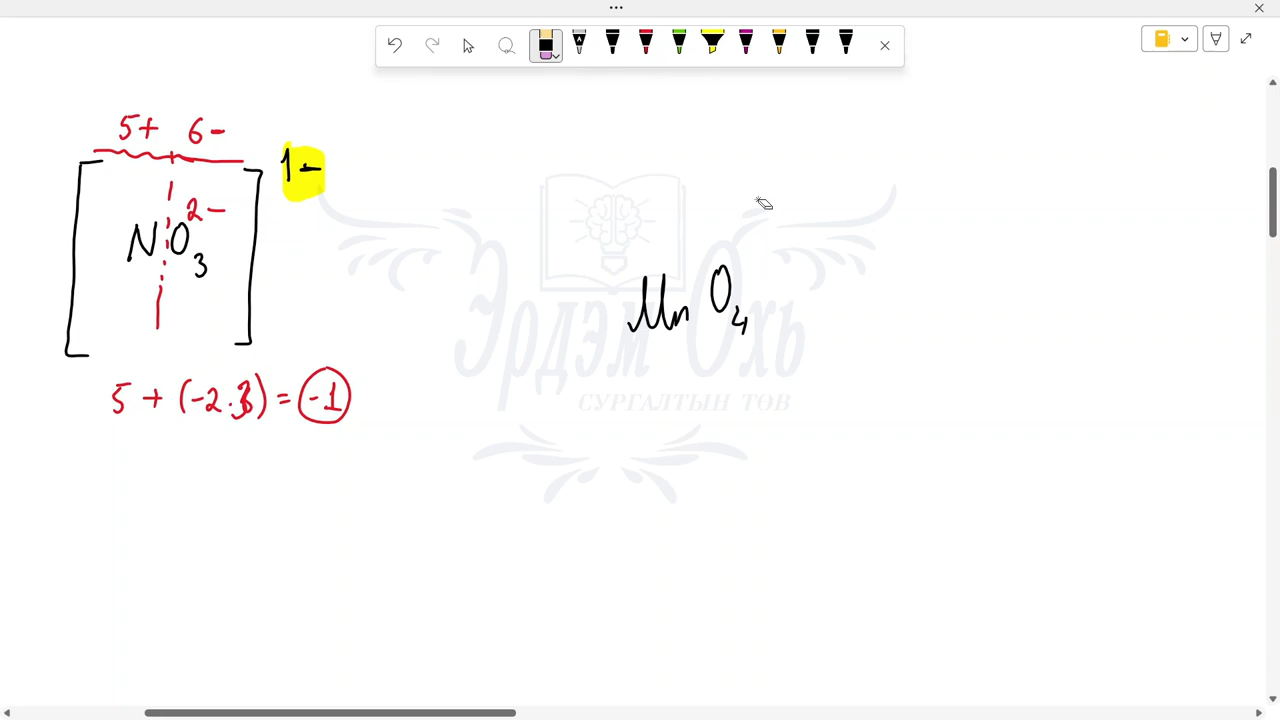 5+ 6-
1-
2-
NO3
5 + (-2.3) = -1
MnO4
Эрдэм Охь
СУРГАЛТЫН ТӨВ